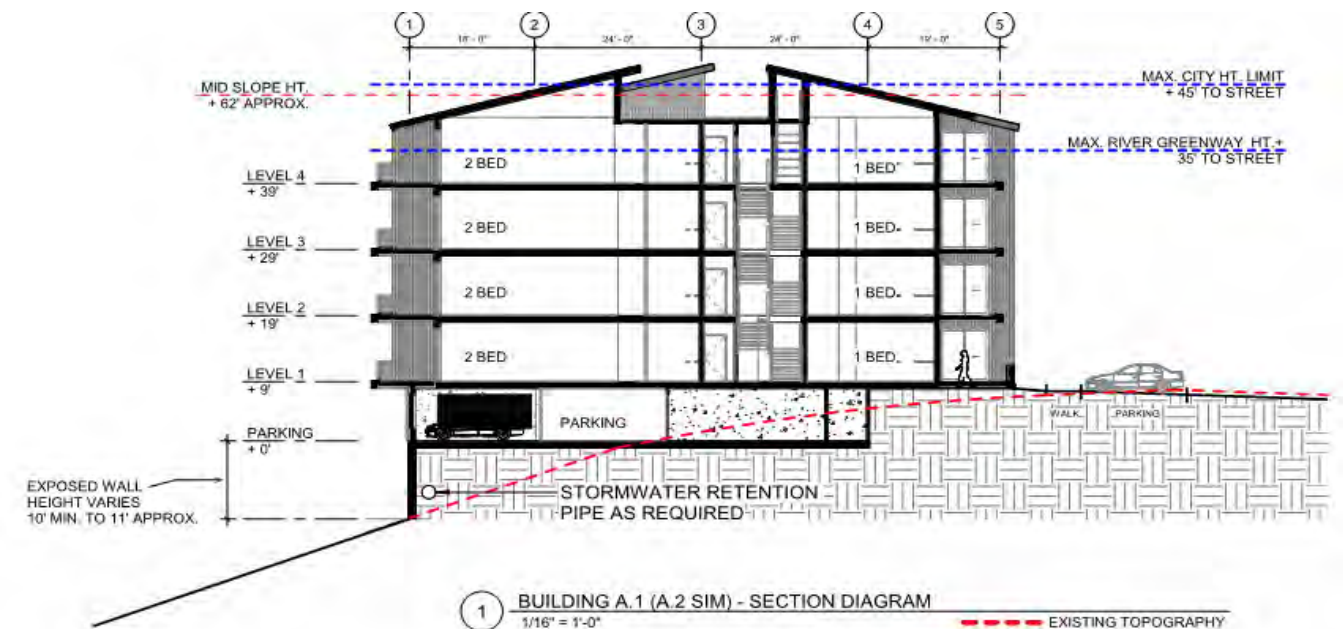 1 2 3 4 5
18' - 0" 24' - 0" 24' - 0" 19' - 0"
MID SLOPE HT.
+ 62' APPROX.
MAX. CITY HT. LIMIT
+ 45' TO STREET
MAX. RIVER GREENWAY HT.+
35' TO STREET
2 BED 1 BED
LEVEL 4
+ 39'
2 BED 1 BED
LEVEL 3
+ 29'
2 BED 1 BED
LEVEL 2
+ 19'
2 BED 1 BED
LEVEL 1
+ 9'
PARKING
WALK PARKING
PARKING
+ 0'
EXPOSED WALL
HEIGHT VARIES
10' MIN. TO 11' APPROX.
STORMWATER RETENTION
PIPE AS REQUIRED
1 BUILDING A.1 (A.2 SIM) - SECTION DIAGRAM
1/16" = 1'-0"
EXISTING TOPOGRAPHY